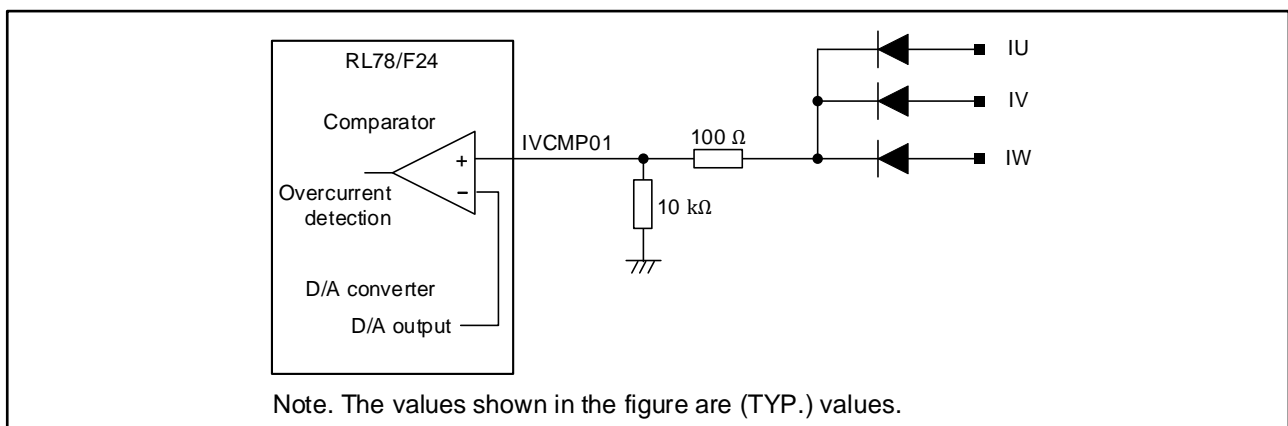 RL78/F24
Comparator
+
−
Overcurrent
detection
D/A converter
D/A output
IVCMP01
100 Ω
10 kΩ
IU
IV
IW
Note. The values shown in the figure are (TYP.) values.